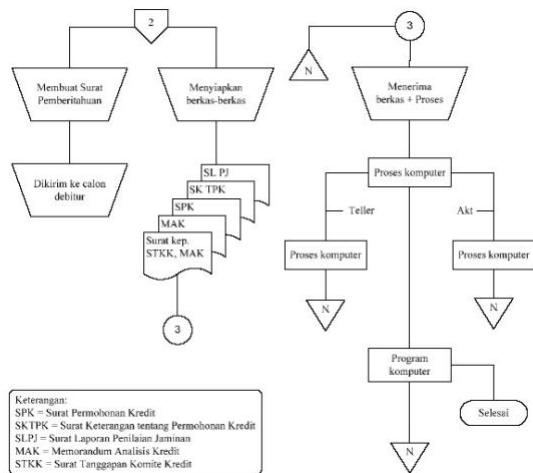 2
Membuat Surat
Pemberitahuan
Menyiapkan
berkas-berkas
Dikirim ke calon
debitur
SL PJ
SK TPK
SPK
MAK
Surat kep.
STKK, MAK
3
3
N
Menerima
berkas + Proses
Proses komputer
Teller
Akt
Proses komputer
Proses komputer
N
N
Program
komputer
Selesai
N
Keterangan:
SPK = Surat Permohonan Kredit
SKTPK = Surat Keterangan tentang Permohonan Kredit
SLPJ = Surat Laporan Penilaian Jaminan
MAK = Memorandum Analisis Kredit
STKK = Surat Tanggapan Komite Kredit